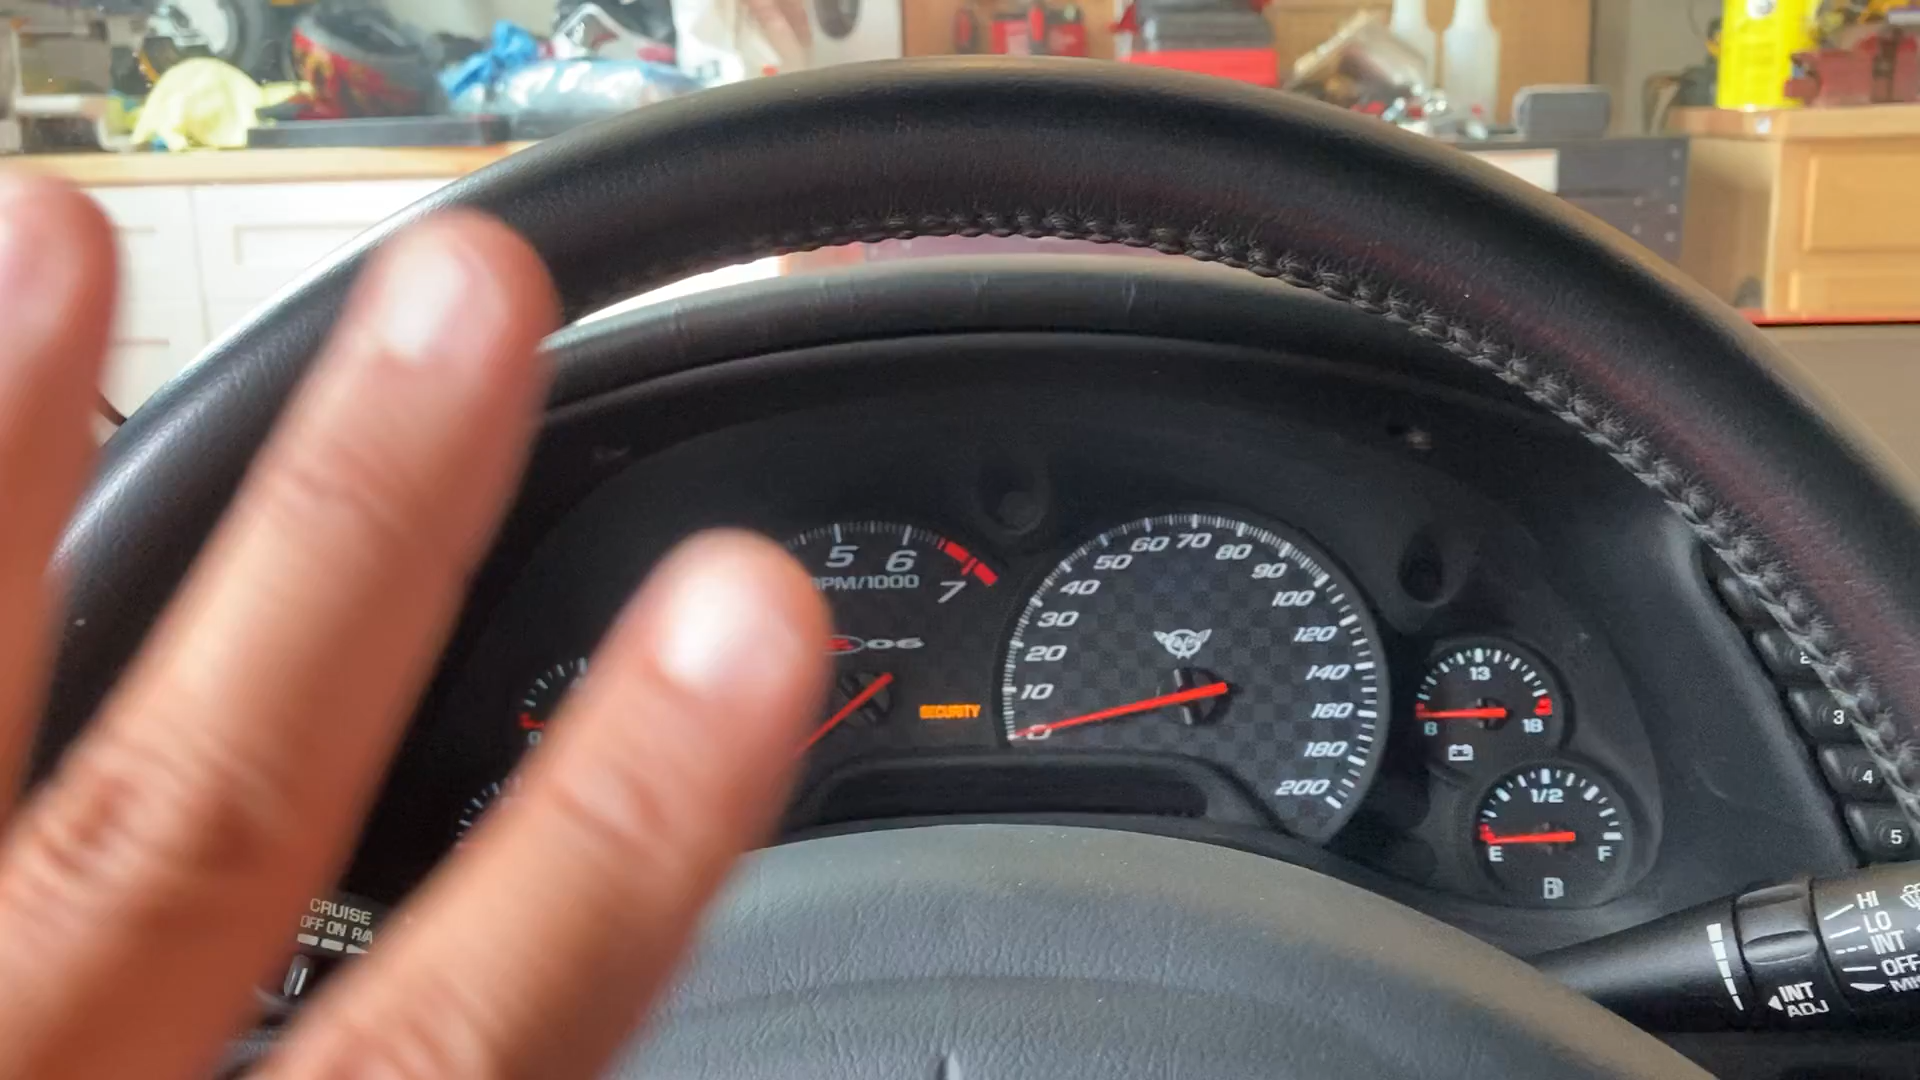 5 6 7
RPM/1000
Z06
SECURITY
0 10 20 30 40 50 60 70 80 90 100 120 140 160 180 200
13
8 18
1/2
E F
CRUISE
OFF ON R/A
2
3
4
5
HI
LO
INT
OFF
INT
ADJ